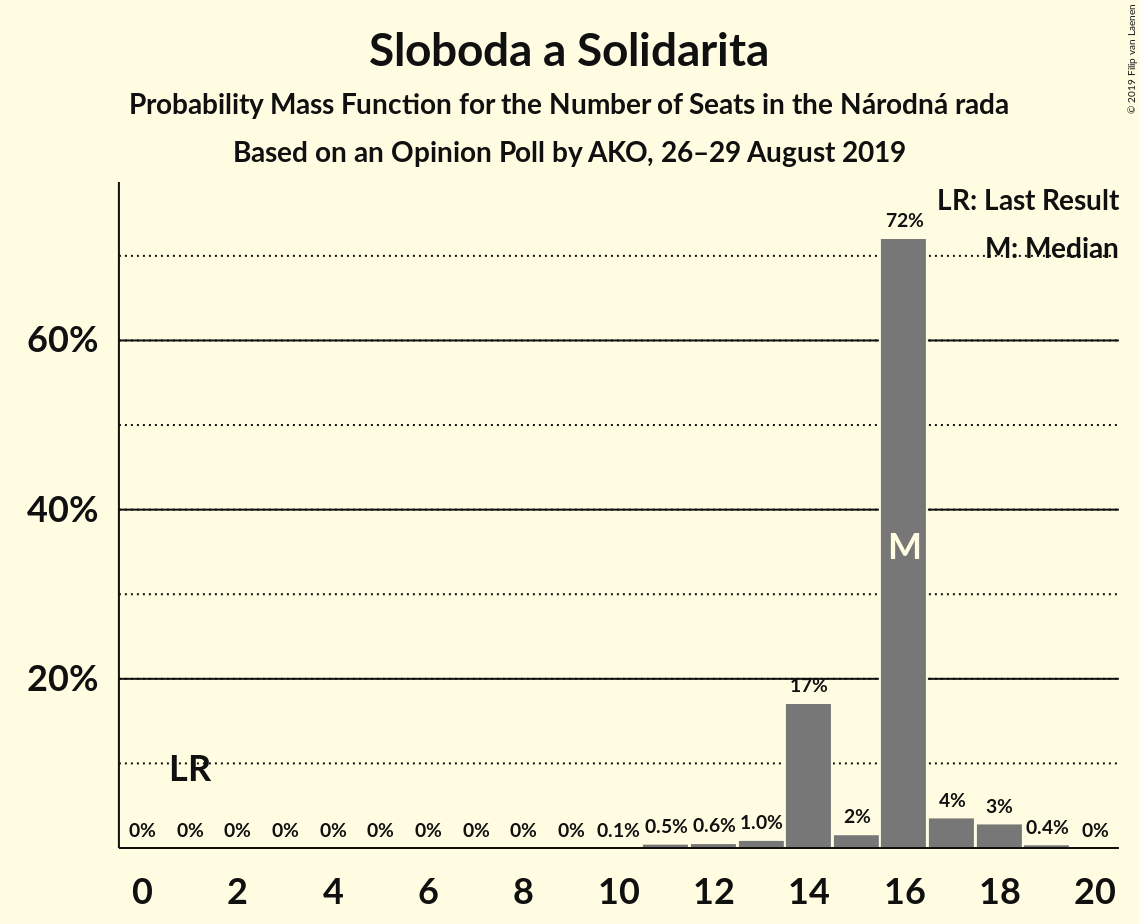 Sloboda a Solidarita
Probability Mass Function for the Number of Seats in the Národná rada
Based on an Opinion Poll by AKO, 26–29 August 2019
© 2019 Filip van Laenen
LR: Last Result
M: Median
72%
60%
40%
M
20%
17%
LR
0% 0% 0% 0% 0% 0% 0% 0% 0% 0% 0.1% 0.5% 0.6% 1.0% 2% 4% 3% 0.4% 0%
0 2 4 6 8 10 12 14 16 18 20